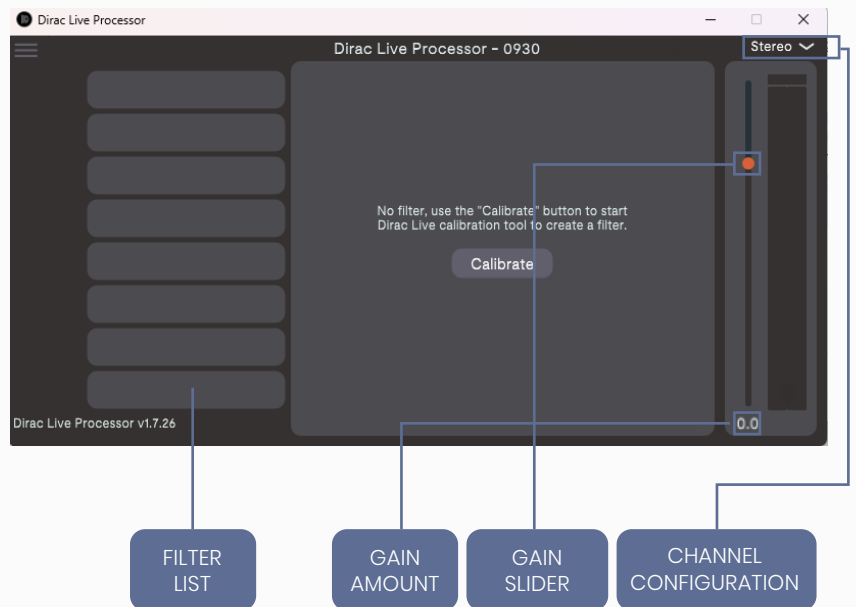 Dirac Live Processor
Dirac Live Processor - 0930
Stereo
No filter, use the "Calibrate" button to start
Dirac Live calibration tool to create a filter.
Calibrate
0.0
Dirac Live Processor v1.7.26
FILTER
LIST
GAIN
AMOUNT
GAIN
SLIDER
CHANNEL
CONFIGURATION